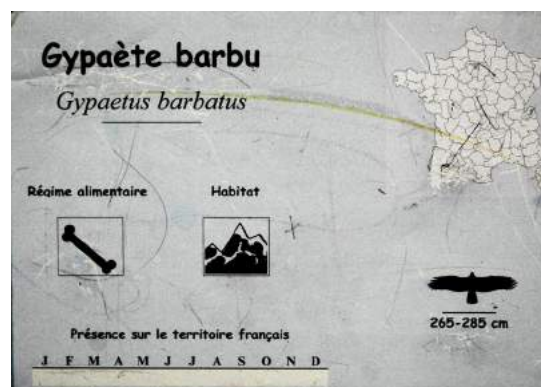 Gypaète barbu
Gypaetus barbatus
Régime alimentaire
Habitat
265-285 cm
Présence sur le territoire français
J F M A M J J A S O N D